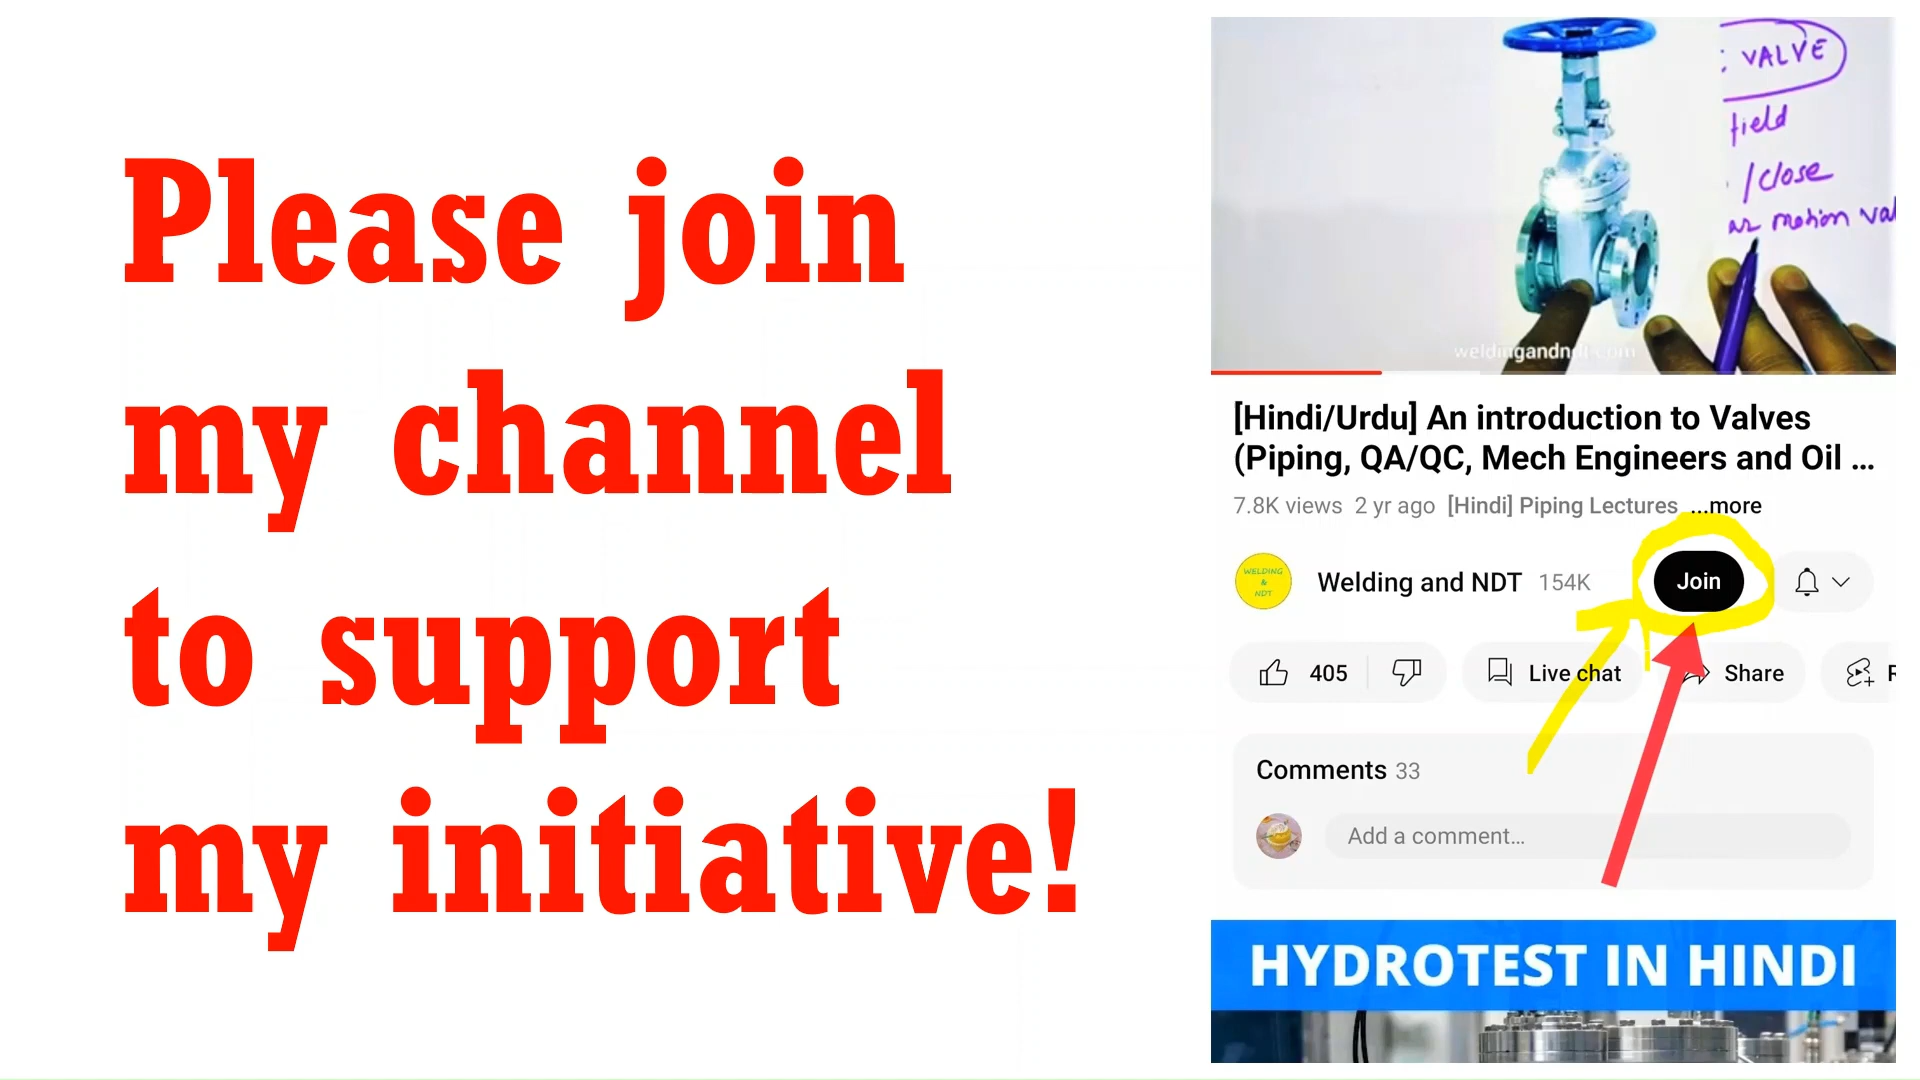 Please join
my channel
to support
my initiative!
VALVE
field
/close
motion
weldingandndt.com
[Hindi/Urdu] An introduction to Valves
(Piping, QA/QC, Mech Engineers and Oil ...
7.8K views 2 yr ago [Hindi] Piping Lectures ...more
WELDING
&
NDT
Welding and NDT 154K
Join
405
Live chat
Share
Comments 33
Add a comment...
HYDROTEST IN HINDI